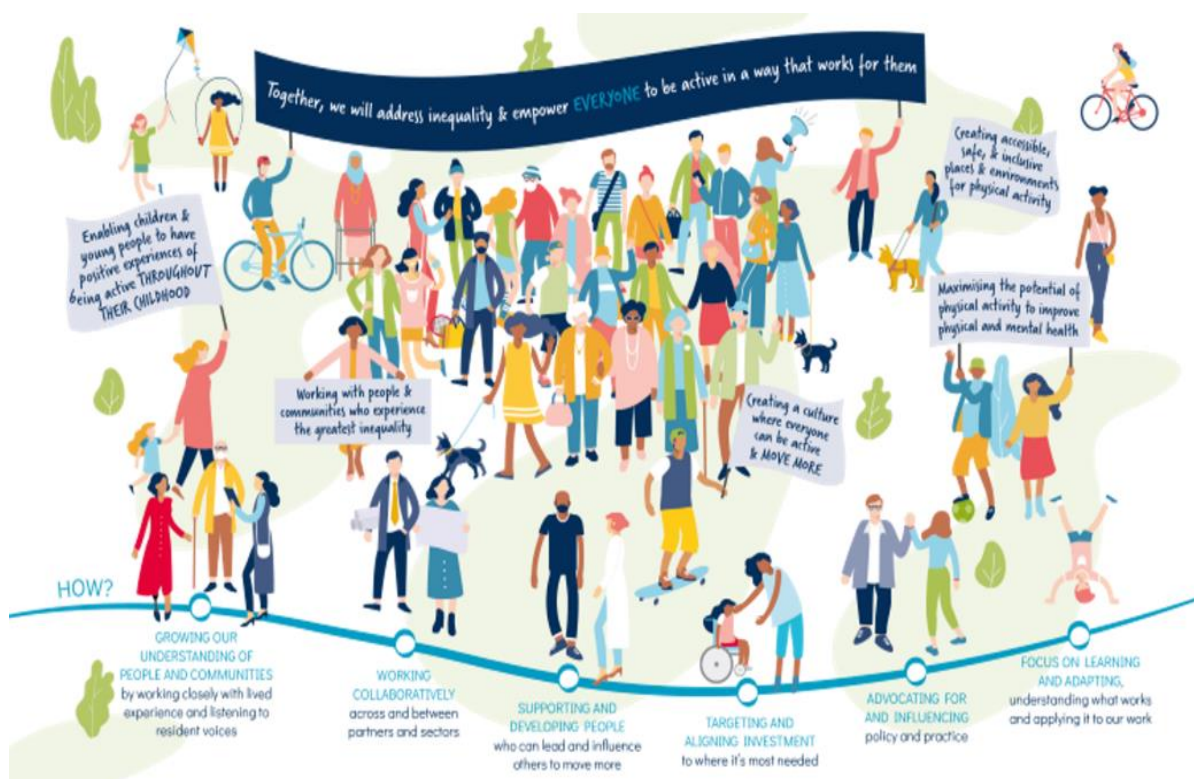 Together, we will address inequality & empower EVERYONE to be active in a way that works for them
Creating accessible,
safe, & inclusive
places & environments
for physical activity
Enabling children &
young people to have
positive experiences of
being active THROUGHOUT
THEIR CHILDHOOD
Maximising the potential of
physical activity to improve
physical and mental health
Working with people &
communities who experience
the greatest inequality
Creating a culture
where everyone
can be active
& MOVE MORE
HOW?
GROWING OUR
UNDERSTANDING OF
PEOPLE AND COMMUNITIES
by working closely with lived
experience and listening to
resident voices
WORKING
COLLABORATIVELY
across and between
partners and sectors
SUPPORTING AND
DEVELOPING PEOPLE
who can lead and influence
others to move more
TARGETING AND
ALIGNING INVESTMENT
to where it's most needed
ADVOCATING FOR
AND INFLUENCING
policy and practice
FOCUS ON LEARNING
AND ADAPTING,
understanding what works
and applying it to our work